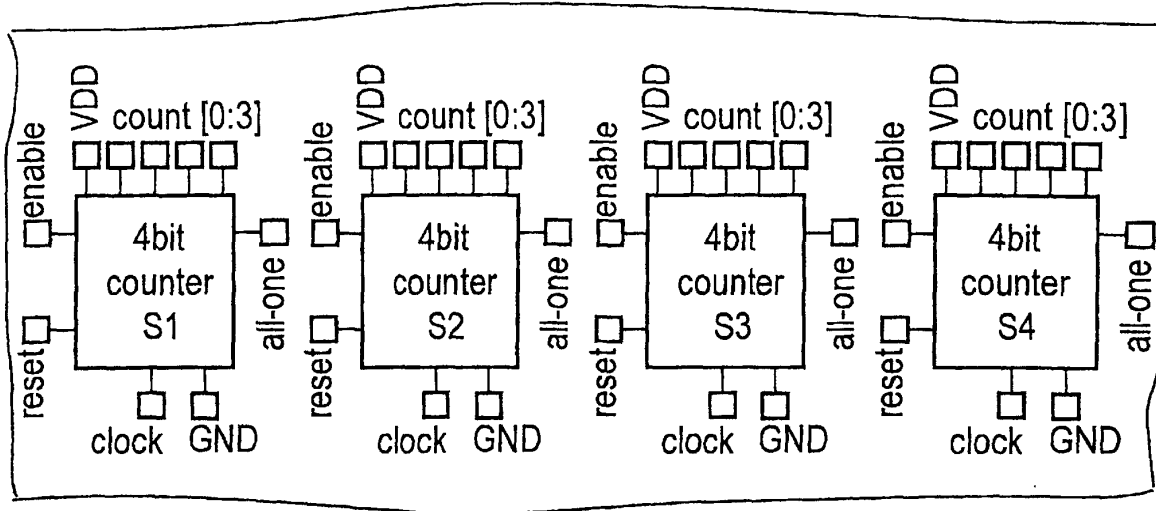 enable VDD count [0:3]
4bit
counter
S1
all-one
reset
clock GND
enable VDD count [0:3]
4bit
counter
S2
all-one
reset
clock GND
enable VDD count [0:3]
4bit
counter
S3
all-one
reset
clock GND
enable VDD count [0:3]
4bit
counter
S4
all-one
reset
clock GND